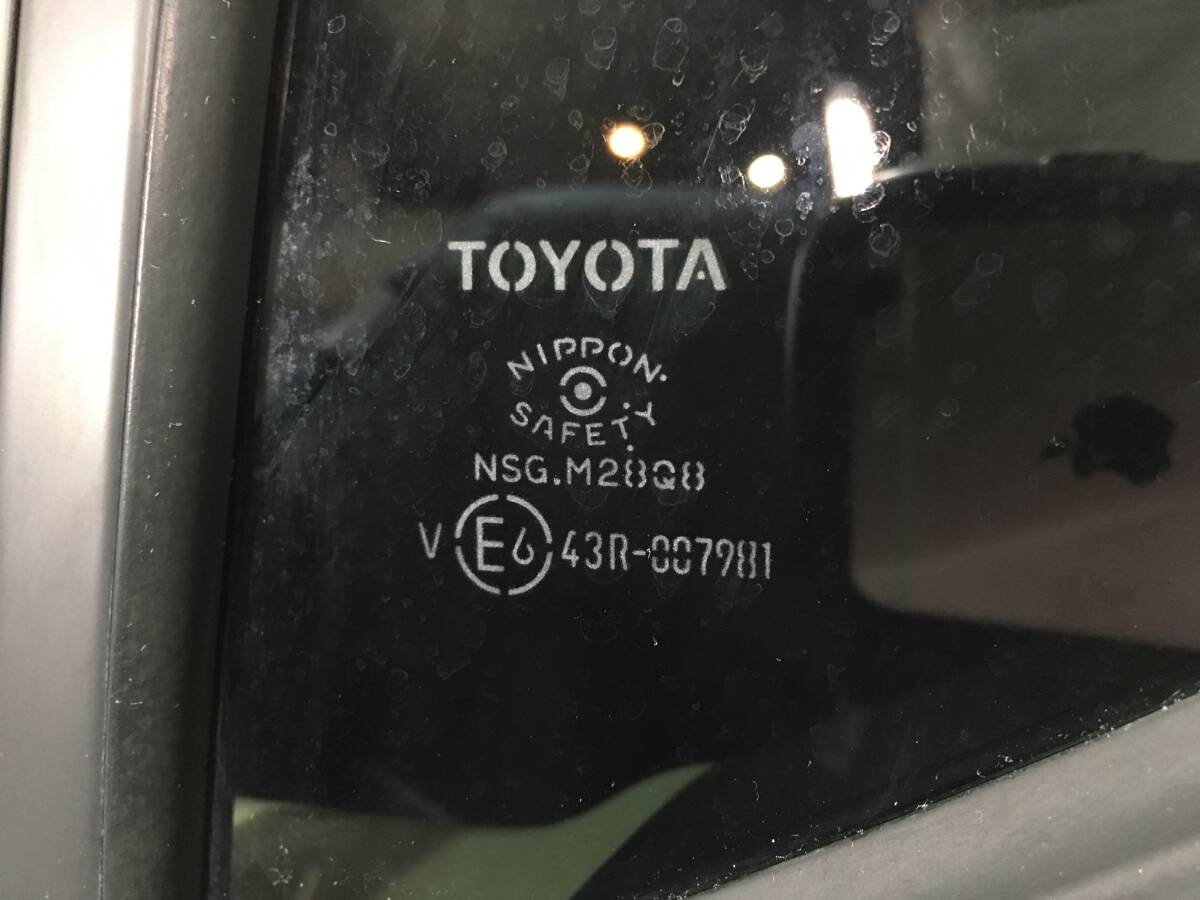 TOYOTA
NIPPON
SAFETY
NSG.M28Q8
V E6 43R-007981